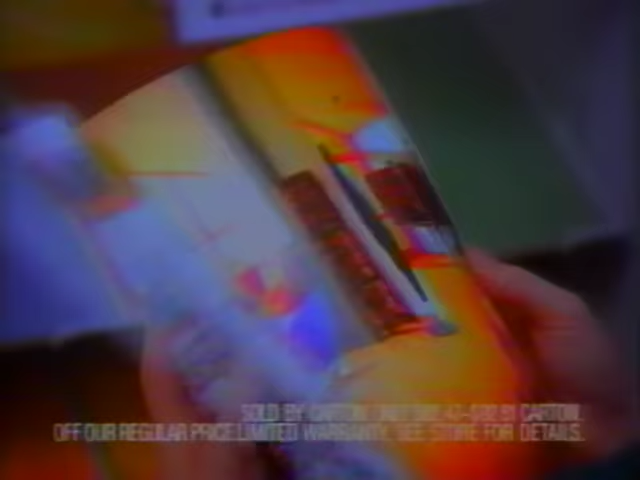 SOLD BY CARTON. CARTON.
OFF OUR REGULAR PRICE. LIMITED WARRANTY. SEE STORE FOR DETAILS.